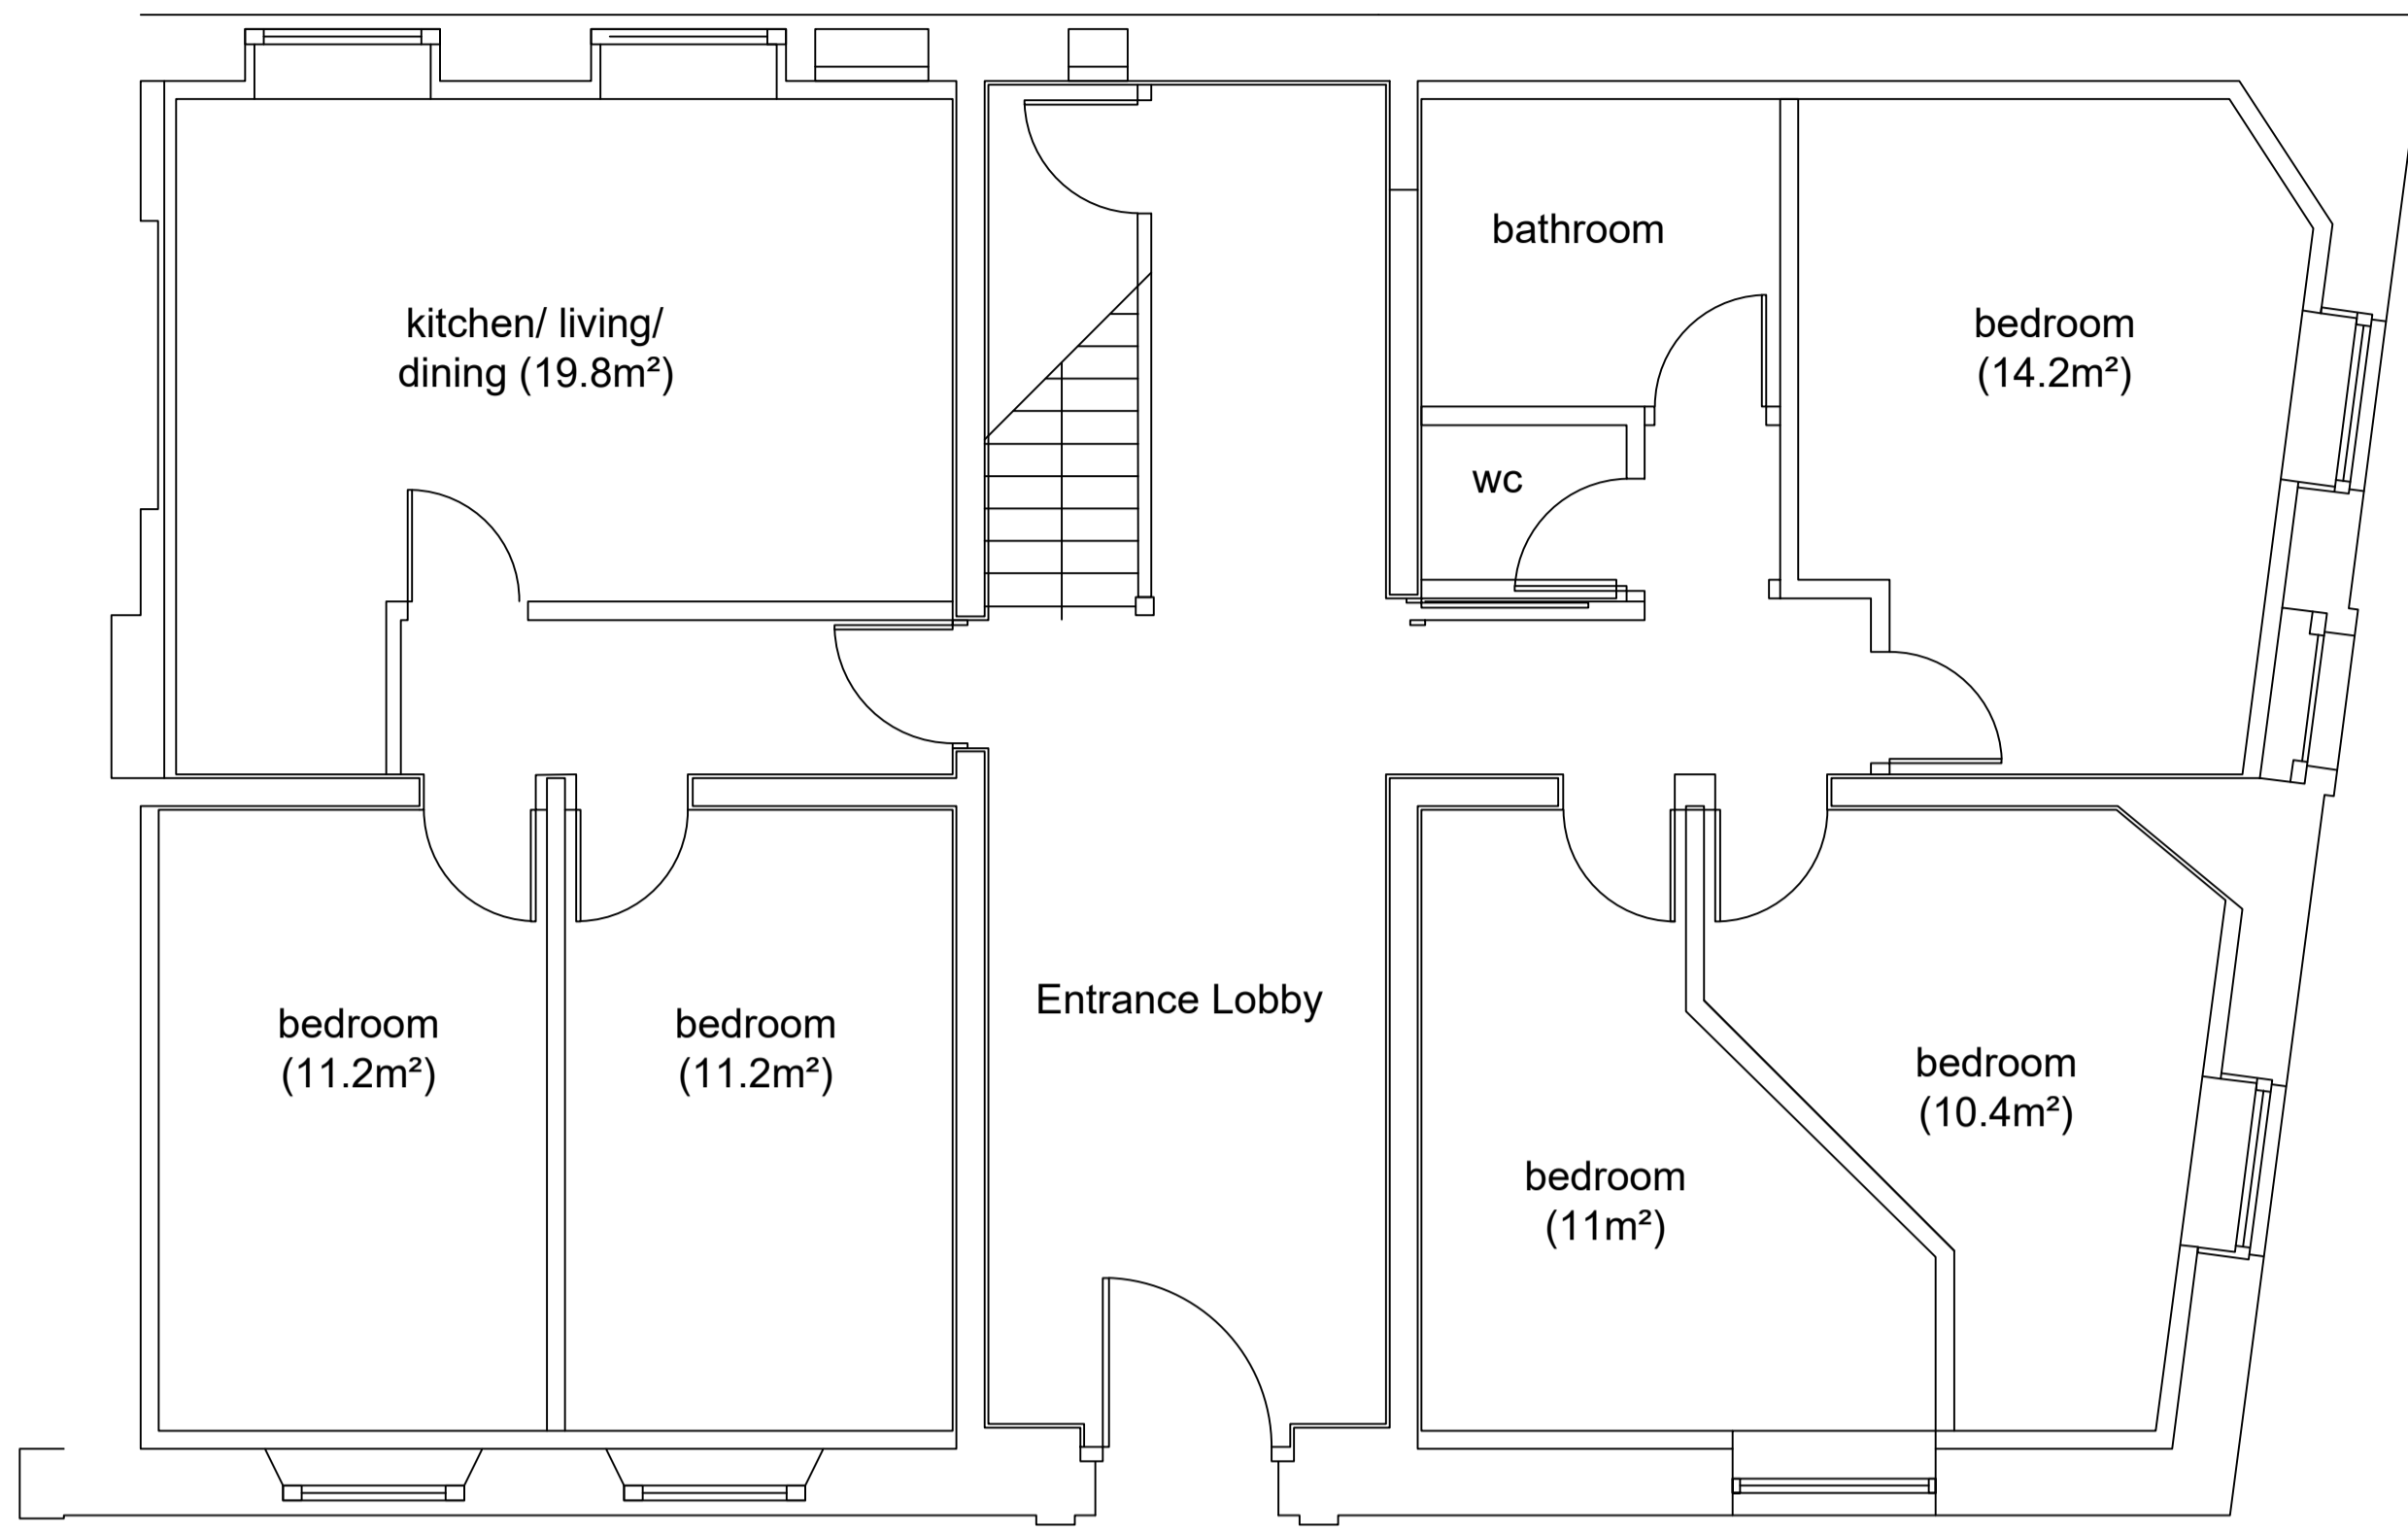 bathroom
kitchen/ living/
dining (19.8m²)
bedroom
(14.2m²)
wc
Entrance Lobby
bedroom
(11.2m²)
bedroom
(11.2m²)
bedroom
(10.4m²)
bedroom
(11m²)